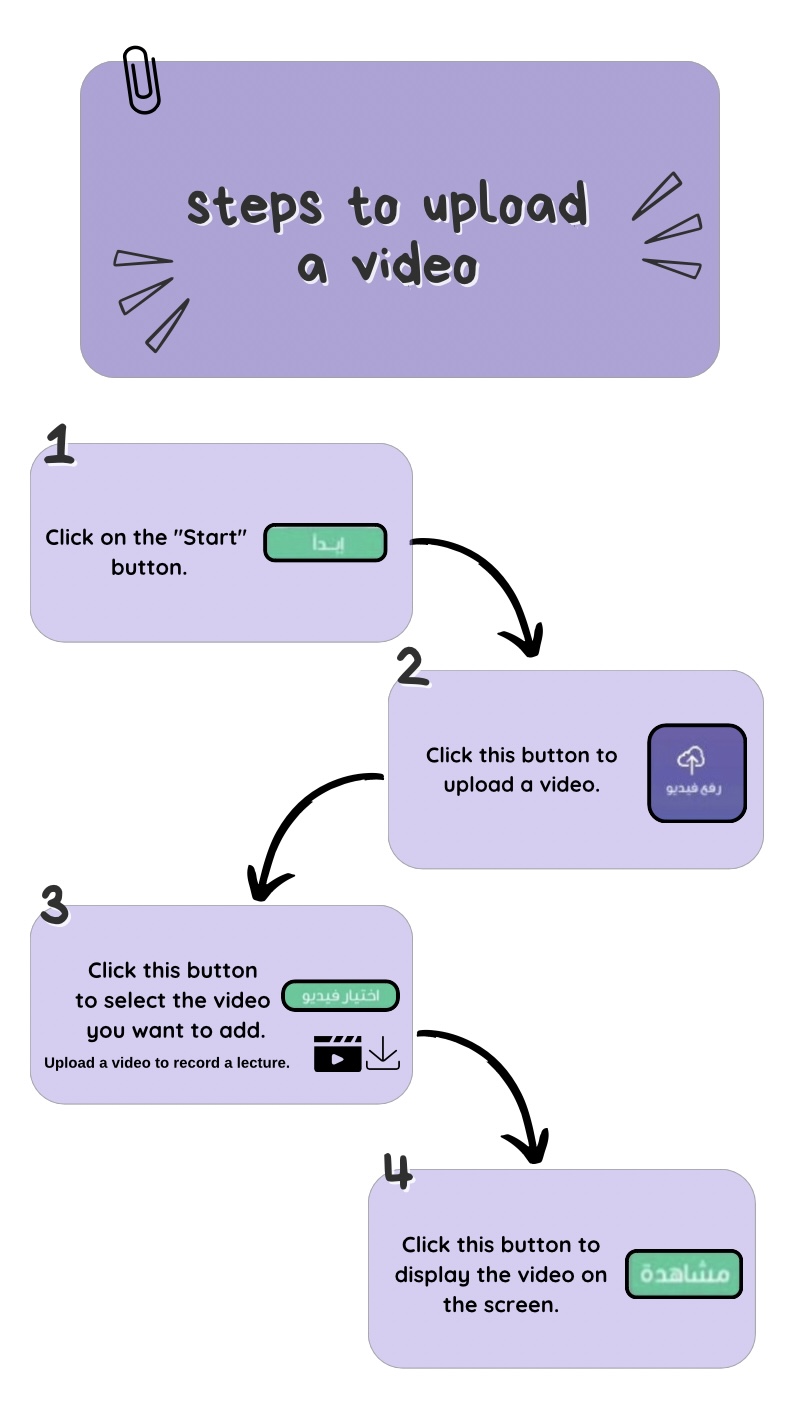 steps to upload
a video
1
Click on the "Start"
button.
إبـدأ
2
Click this button to
upload a video.
رفع فيديو
3
Click this button
to select the video
you want to add.
اختيار فيديو
Upload a video to record a lecture.
4
Click this button to
display the video on
the screen.
مشاهدة